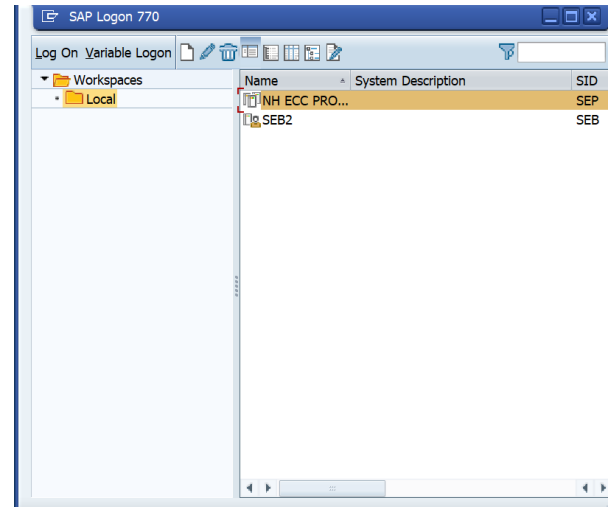 SAP Logon 770
Log On Variable Logon
Workspaces
Local
Name System Description SID
NH ECC PRO... SEP
SEB2 SEB